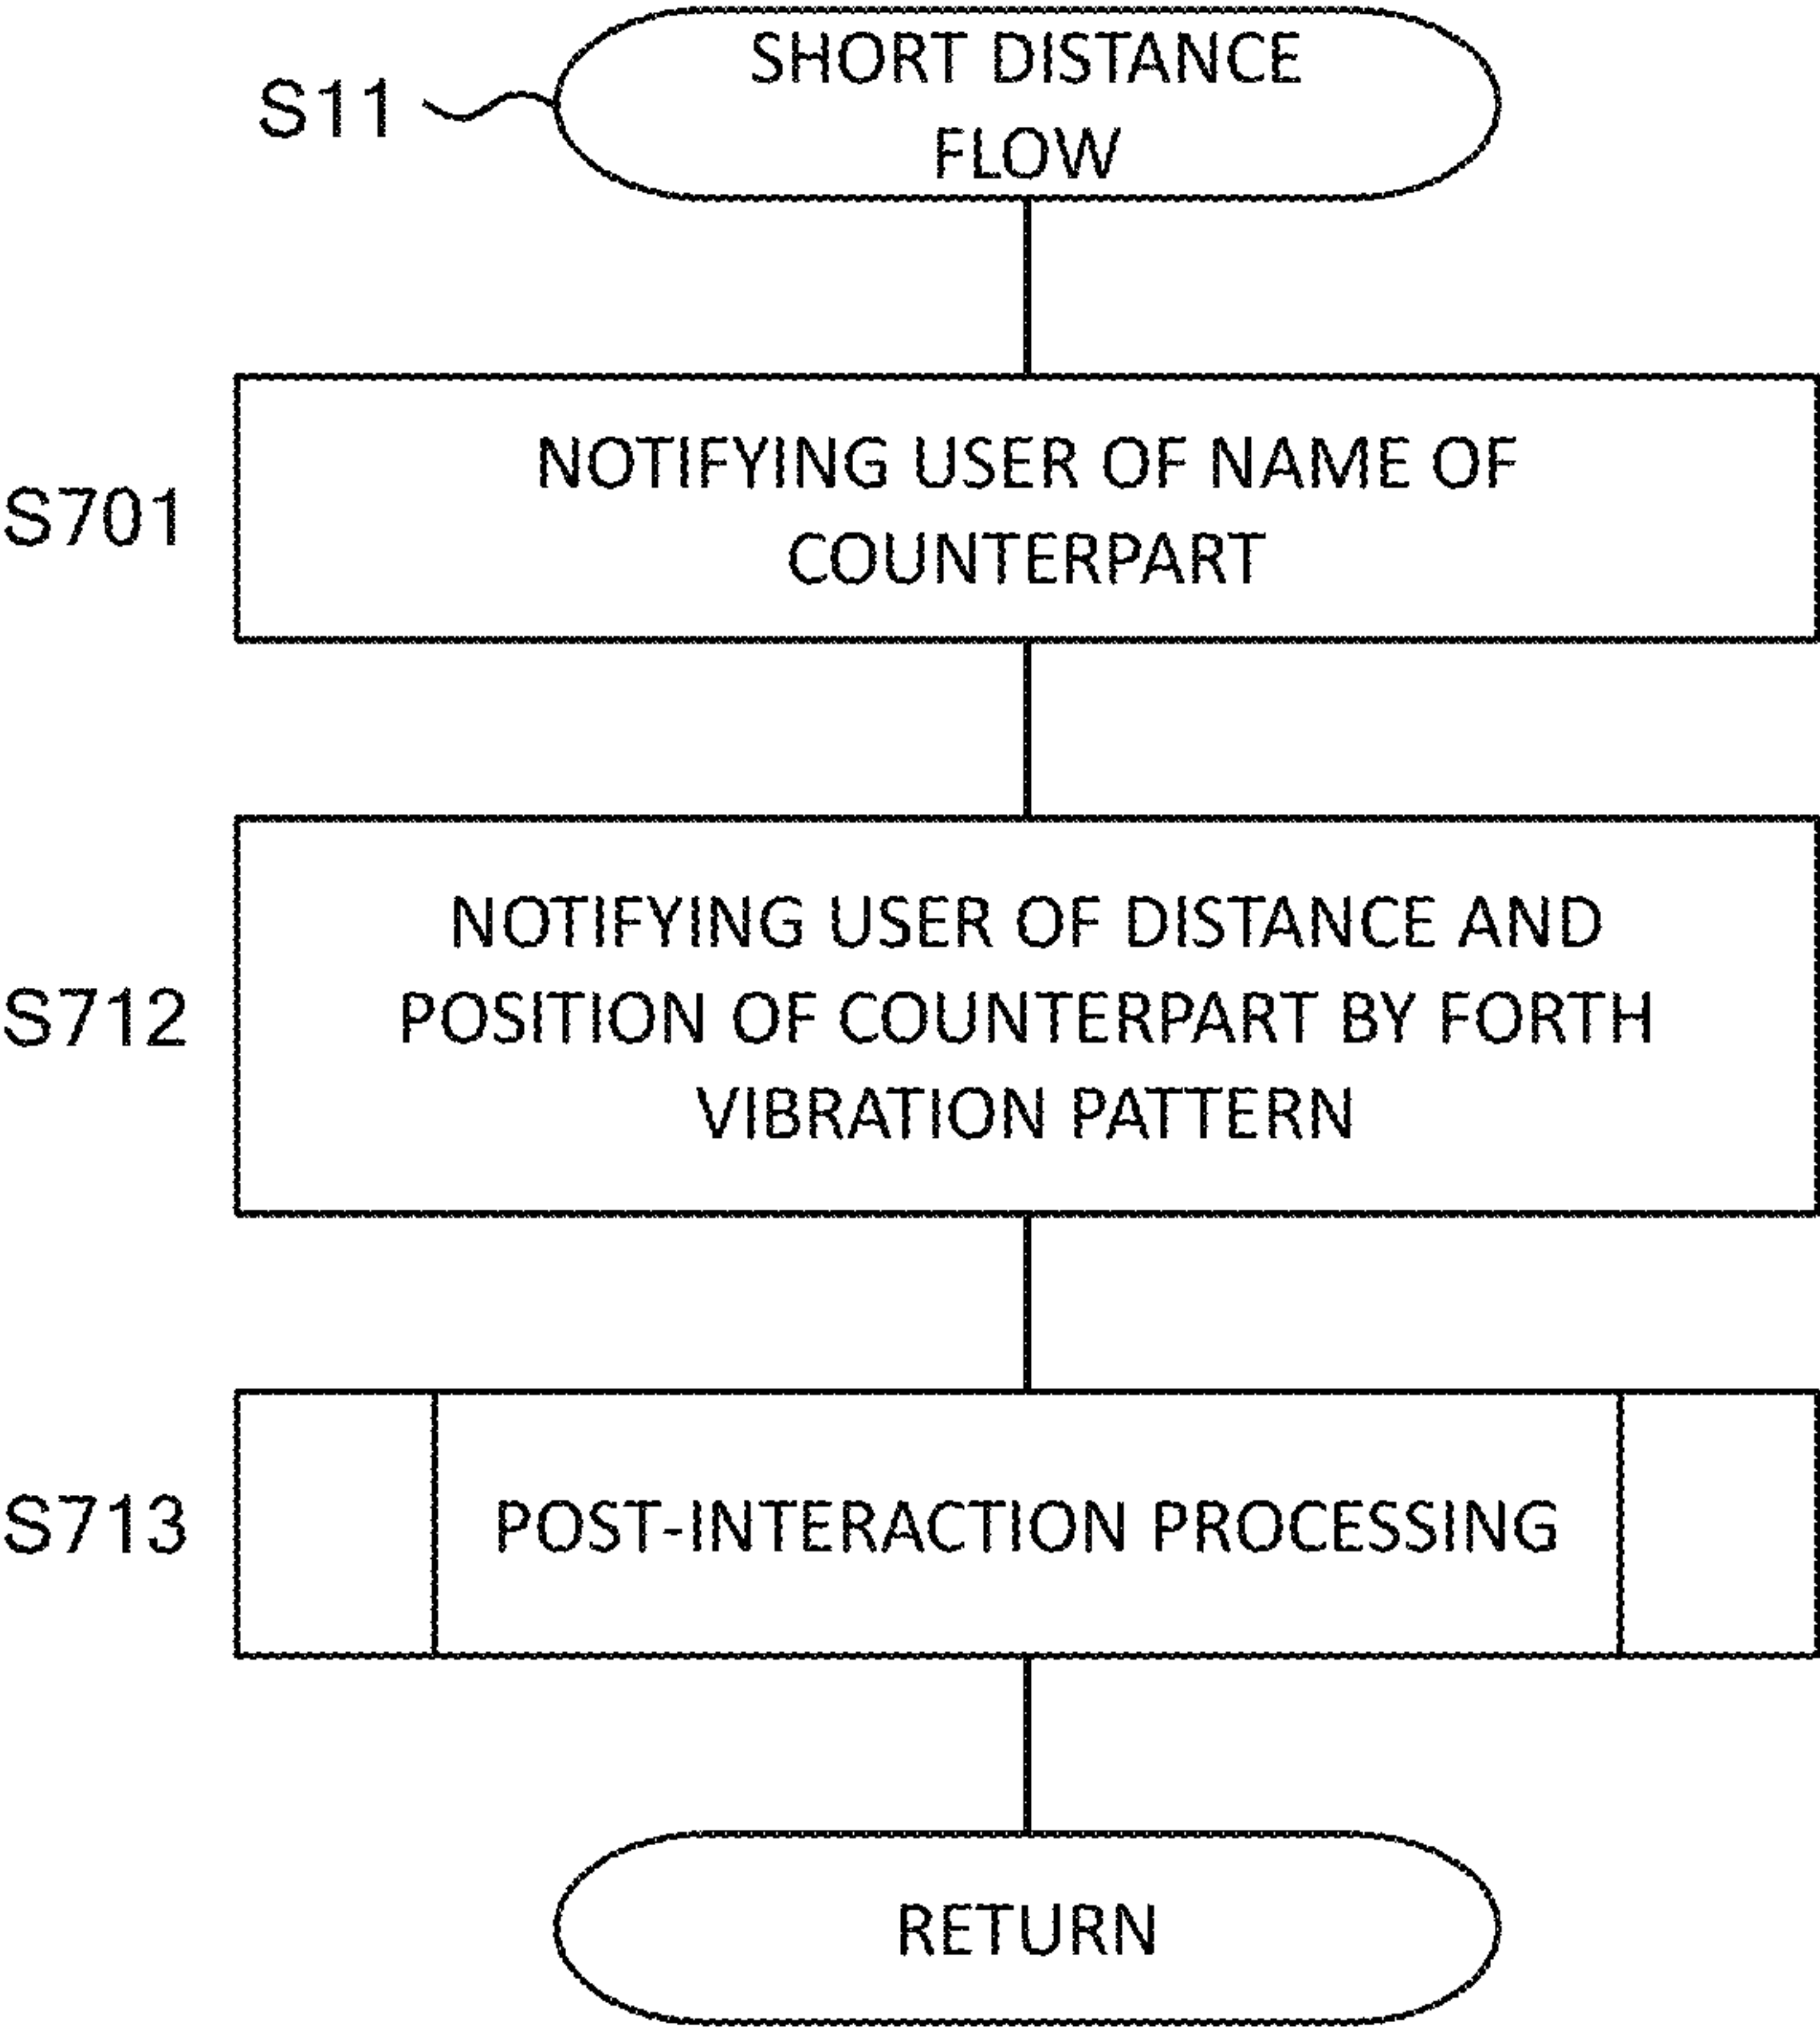 SHORT DISTANCE
S11
FLOW
NOTIFYING USER OF NAME OF
S701
COUNTERPART
NOTIFYING USER OF DISTANCE AND
S712
POSITION OF COUNTERPART BY FORTH
VIBRATION PATTERN
S713
POST-INTERACTION PROCESSING
RETURN